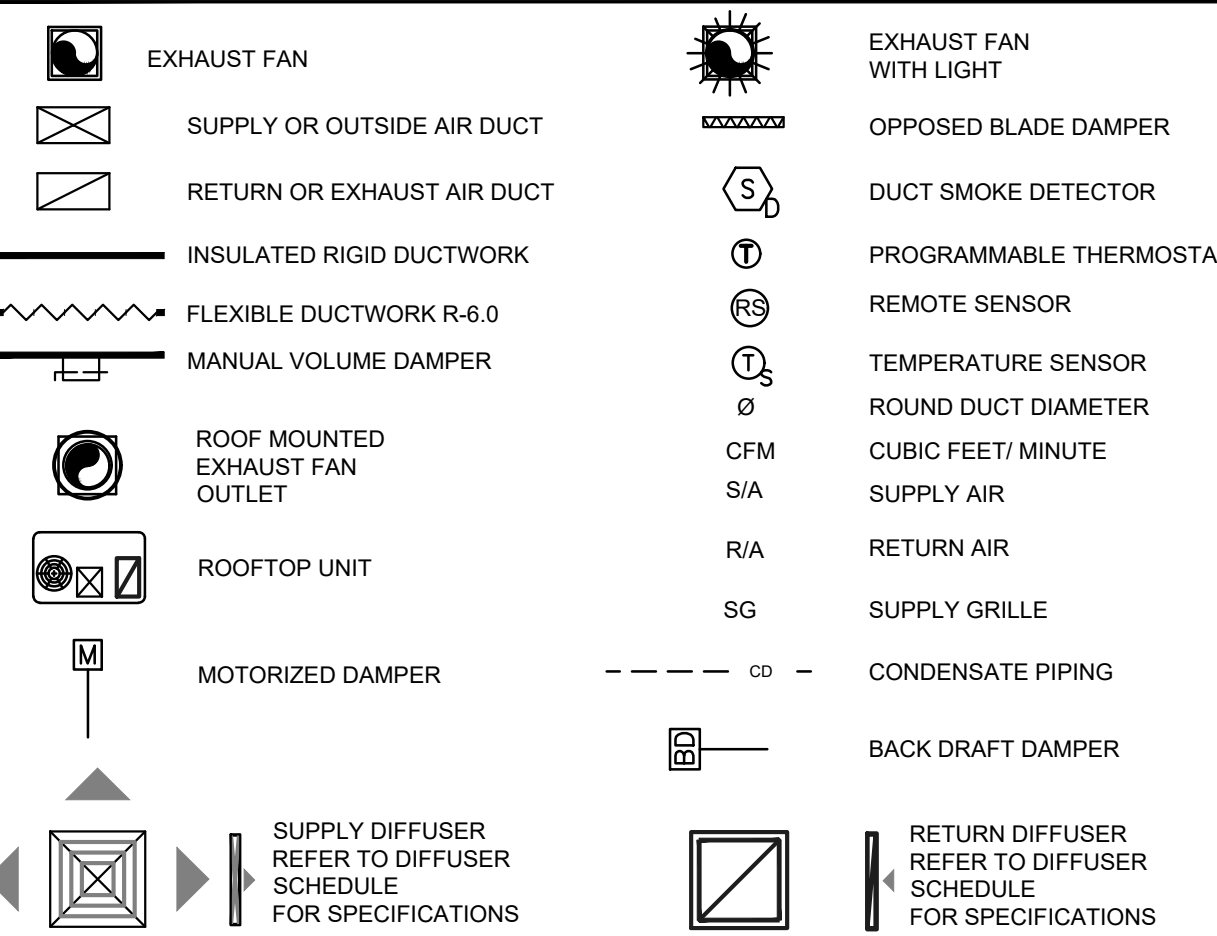 EXHAUST FAN
SUPPLY OR OUTSIDE AIR DUCT
RETURN OR EXHAUST AIR DUCT
INSULATED RIGID DUCTWORK
FLEXIBLE DUCTWORK R-6.0
MANUAL VOLUME DAMPER
ROOF MOUNTED
EXHAUST FAN
OUTLET
ROOFTOP UNIT
M
MOTORIZED DAMPER
SUPPLY DIFFUSER
REFER TO DIFFUSER
SCHEDULE
FOR SPECIFICATIONS
EXHAUST FAN
WITH LIGHT
OPPOSED BLADE DAMPER
S D DUCT SMOKE DETECTOR
T PROGRAMMABLE THERMOSTA
RS REMOTE SENSOR
T S TEMPERATURE SENSOR
Ø ROUND DUCT DIAMETER
CFM CUBIC FEET/ MINUTE
S/A SUPPLY AIR
R/A RETURN AIR
SG SUPPLY GRILLE
CD CONDENSATE PIPING
BD BACK DRAFT DAMPER
RETURN DIFFUSER
REFER TO DIFFUSER
SCHEDULE
FOR SPECIFICATIONS